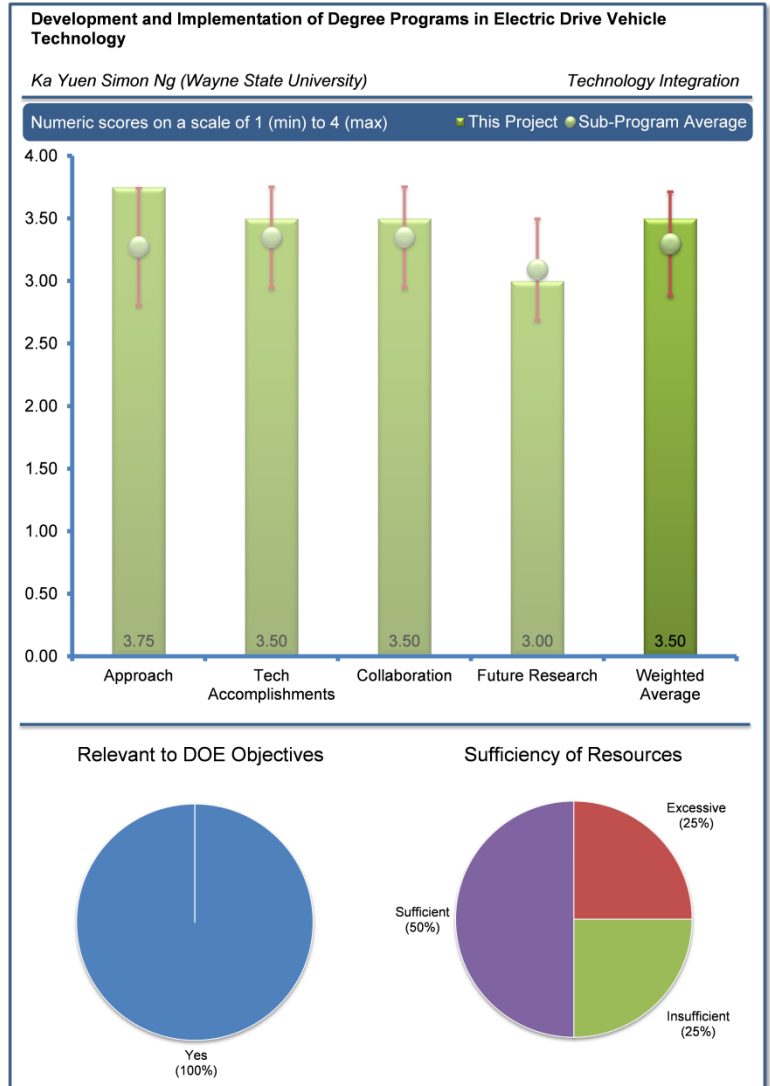 Development and Implementation of Degree Programs in Electric Drive Vehicle
Technology
Ka Yuen Simon Ng (Wayne State University) Technology Integration
Numeric scores on a scale of 1 (min) to 4 (max) This Project Sub-Program Average
4.00
3.50
3.00
2.50
2.00
1.50
1.00
0.50
0.00
3.75 3.50 3.50 3.00 3.50
Approach Tech Collaboration Future Research Weighted
Accomplishments Average
Relevant to DOE Objectives Sufficiency of Resources
Excessive
(25%)
Sufficient
(50%)
Insufficient
(25%)
Yes
(100%)